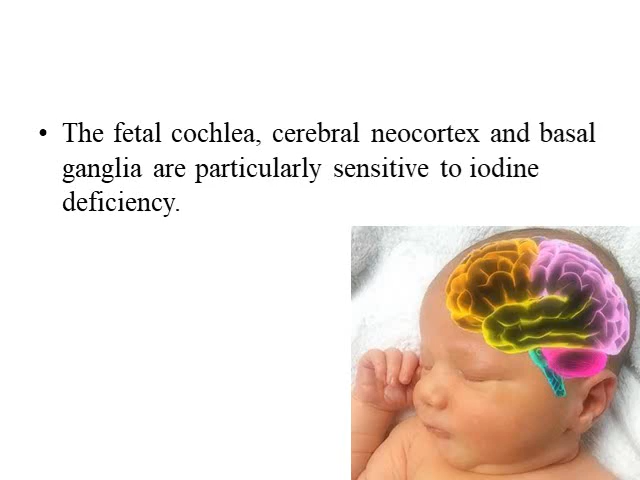 • The fetal cochlea, cerebral neocortex and basal
ganglia are particularly sensitive to iodine
deficiency.